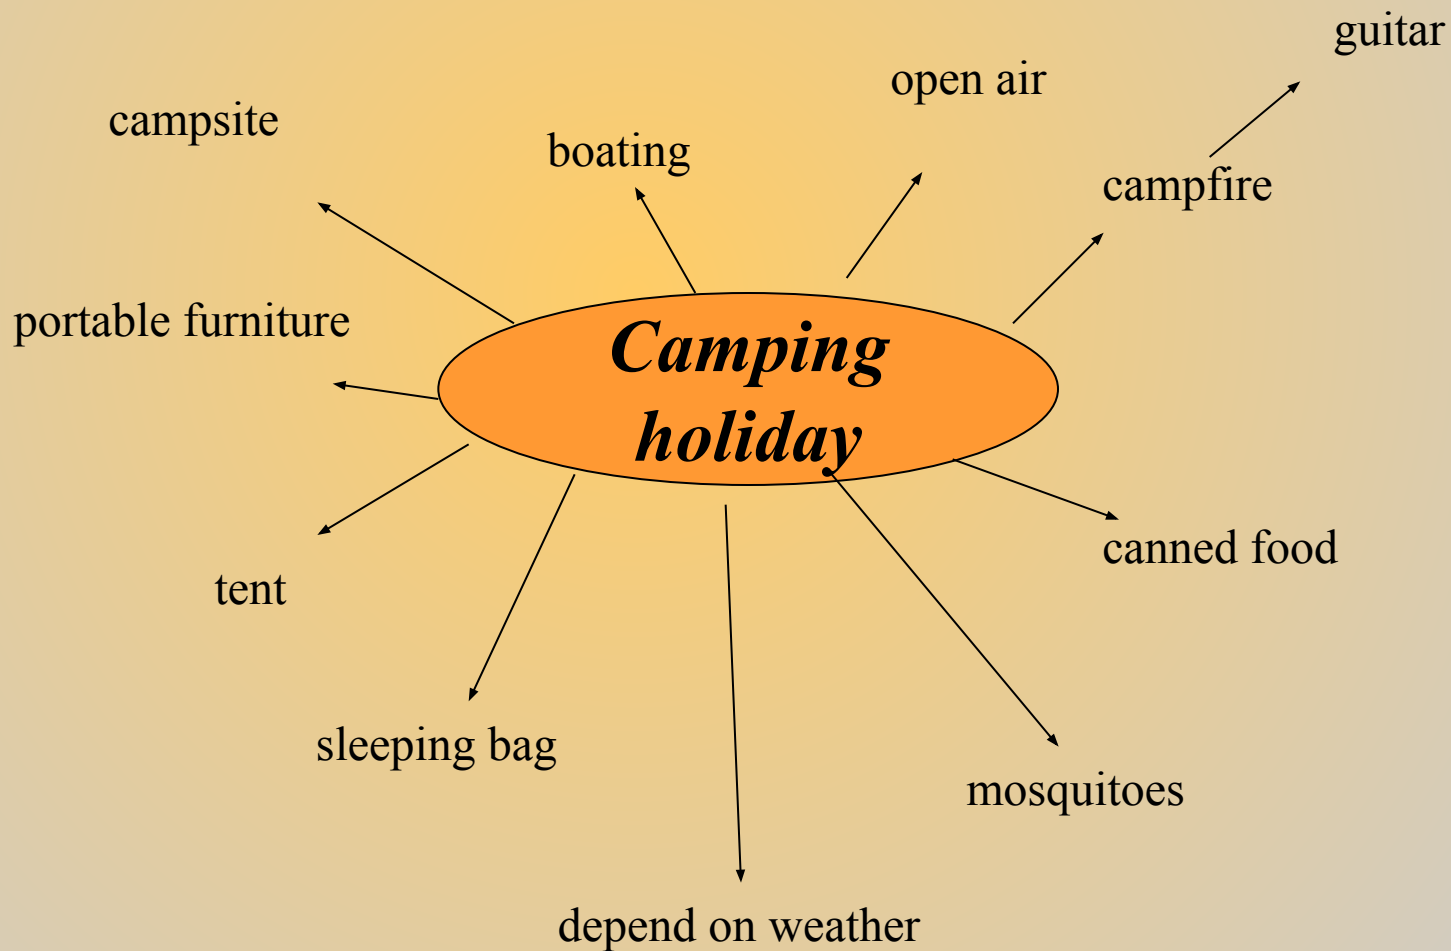 guitar
open air
campsite
boating
campfire
portable furniture
Camping
holiday
canned food
tent
sleeping bag
mosquitoes
depend on weather